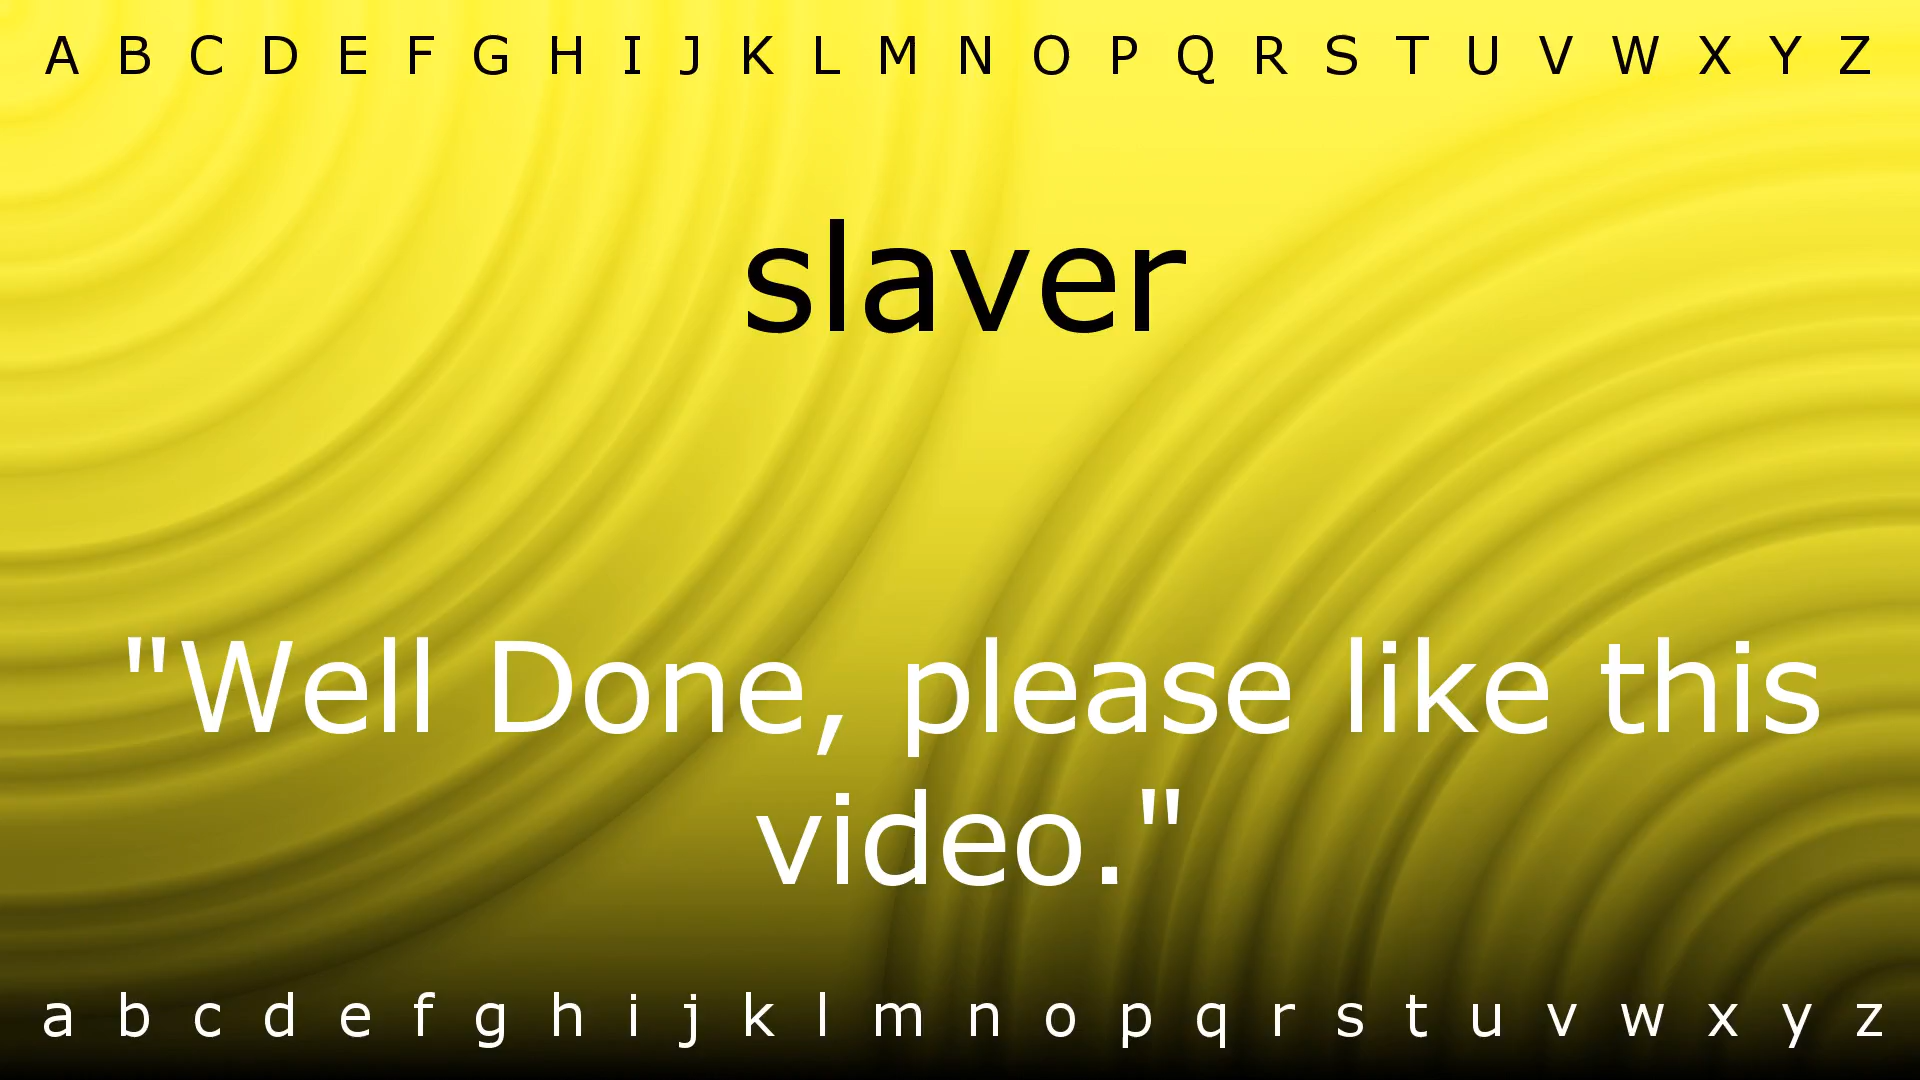 A B C D E F G H I J K L M N O P Q R S T U V W X Y Z
slaver
"Well Done, please like this
video."
a b c d e f g h i j k l m n o p q r s t u v w x y z